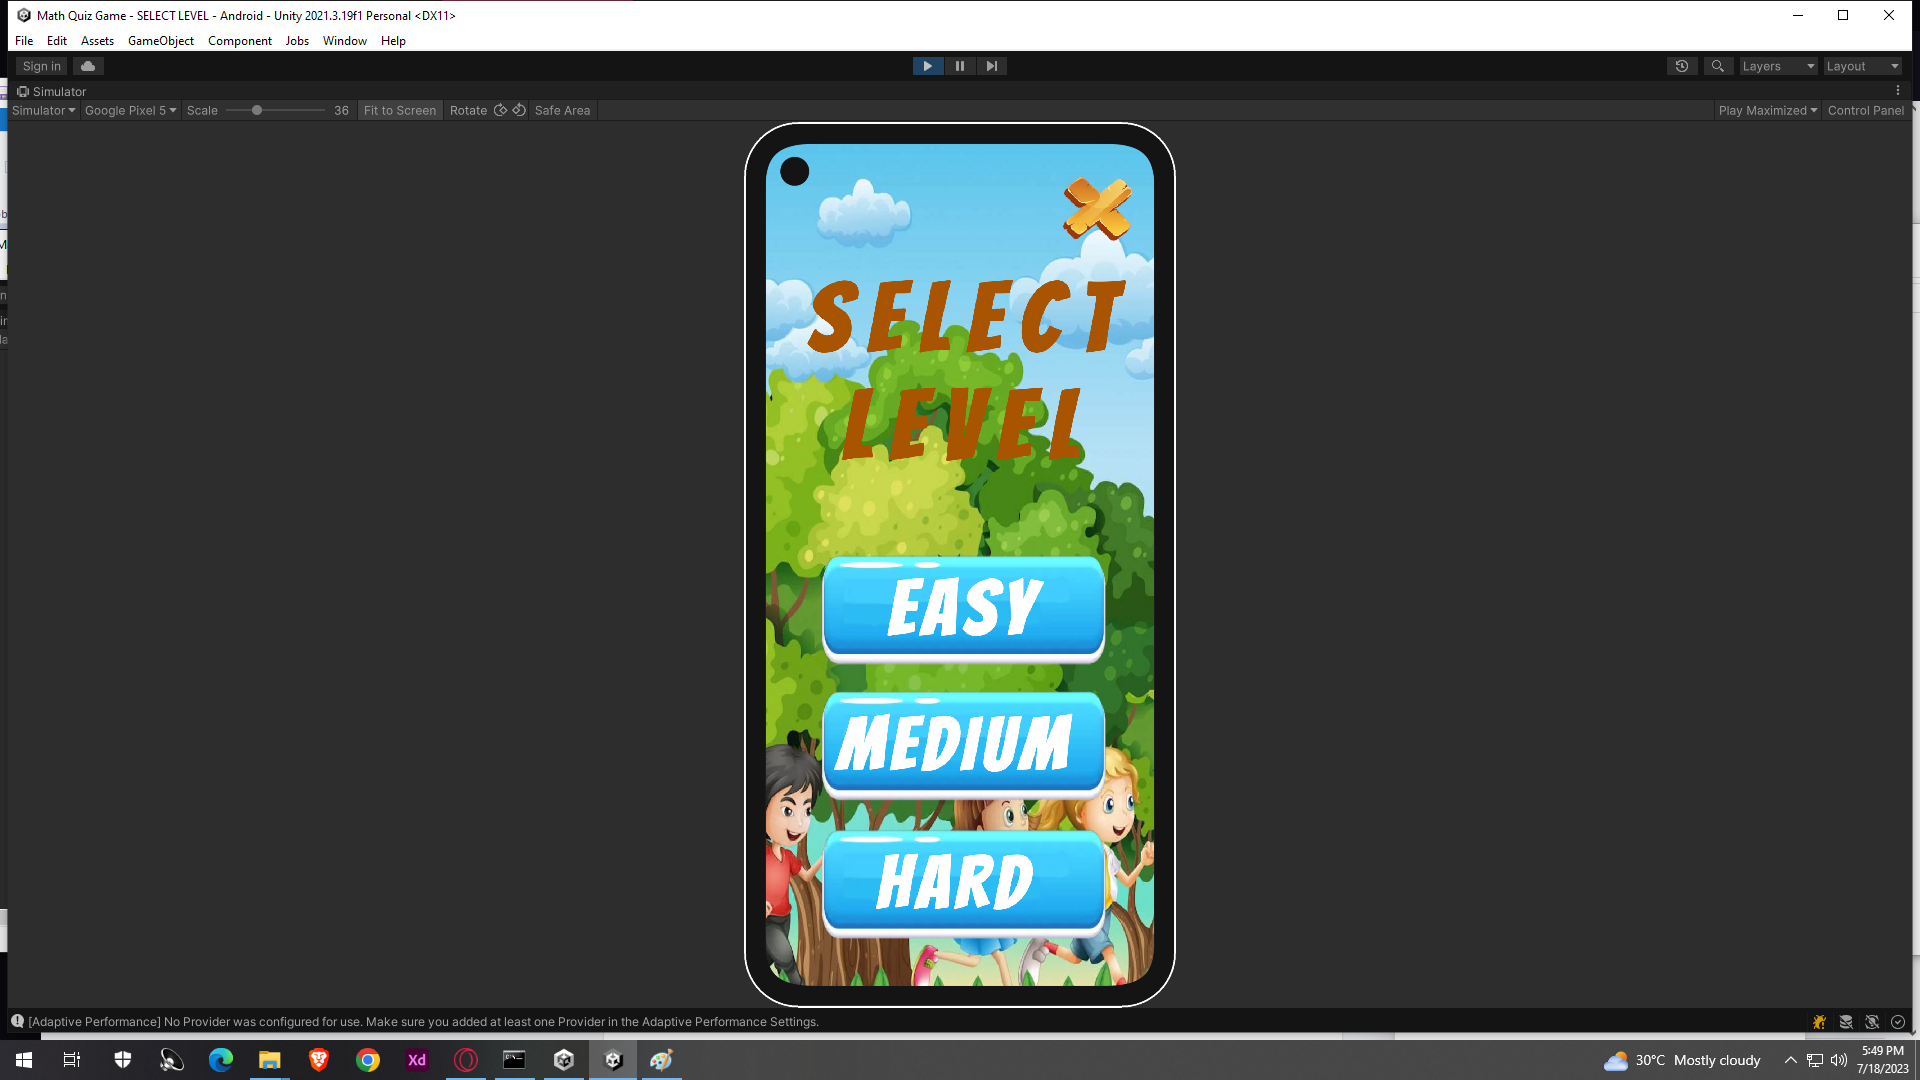 Math Quiz Game - SELECT LEVEL - Android - Unity 2021.3.19f1 Personal <DX11>
File Edit Assets GameObject Component Jobs Window Help
Sign in
Layers Layout
Simulator
Simulator Google Pixel 5 Scale 36 Fit to Screen Rotate Safe Area Play Maximized Control Panel
SELECT
LEVEL
EASY
MEDIUM
HARD
[Adaptive Performance] No Provider was configured for use. Make sure you added at least one Provider in the Adaptive Performance Settings.
Xd
30°C Mostly cloudy
5:49 PM
7/18/2023